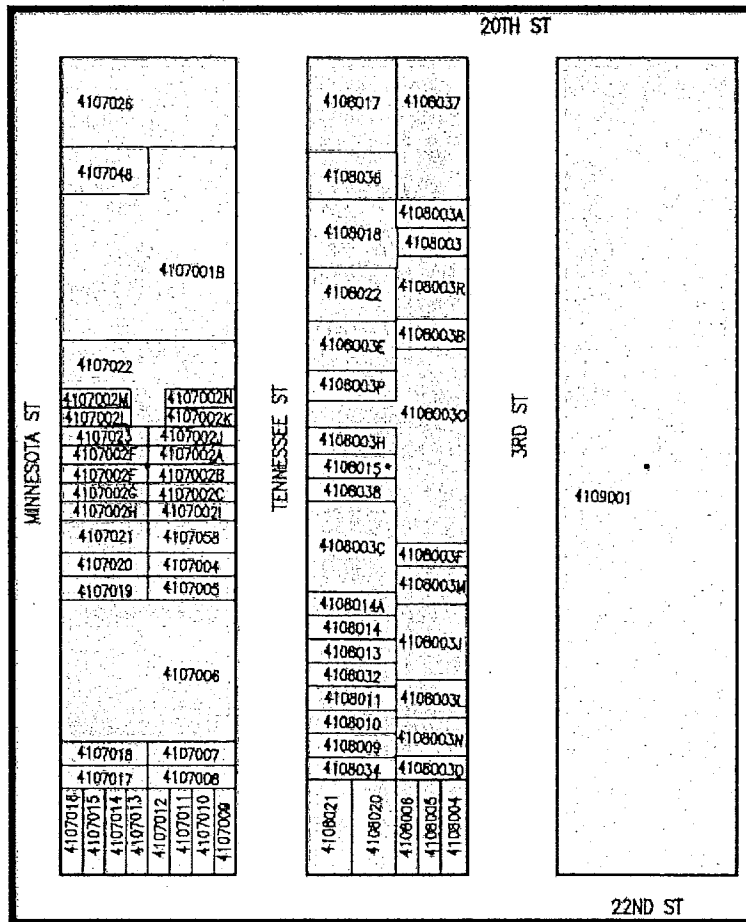 20TH ST
MINNESOTA ST
4107026
4107048
4107001B
4107022
4107002M
4107002N
4107002L
4107002K
4107023
4107002J
4107002F
4107002A
4107002E
4107002B
4107002G
4107002C
4107002H
4107002I
4107021
4107058
4107020
4107004
4107019
4107005
4107006
4107018
4107007
4107017
4107008
4107016
4107015
4107014
4107013
4107012
4107011
4107010
4107009
TENNESSEE ST
4108017
4108037
4108036
4108003A
4108018
4108003
4108022
4108003R
4108003E
4108003B
4108003P
4108003O
4108003H
4108015*
4108038
4108003C
4108003F
4108003M
4108014A
4108014
4108003J
4108013
4108032
4108011
4108003L
4108010
4108003N
4108009
4108034
4108003D
4108021
4108020
4108006
4108005
4108004
3RD ST
4109001
22ND ST